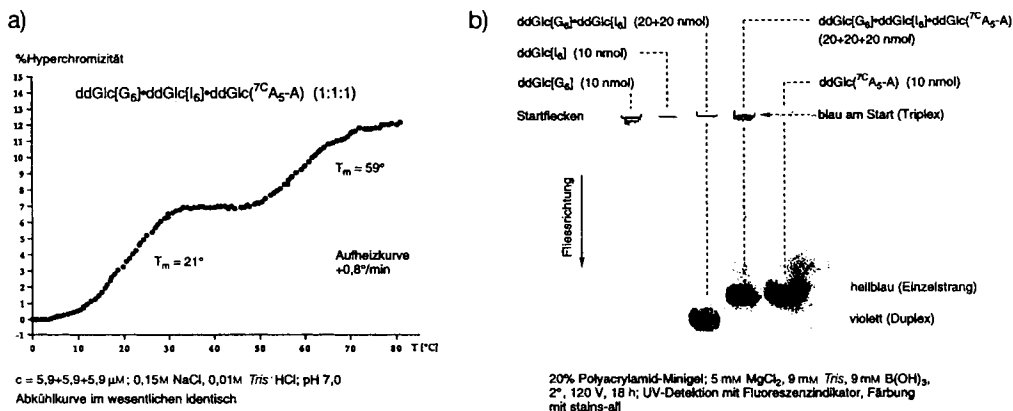 a)
%Hyperchromizität
15
14
13
12
11
10
9
8
7
6
5
4
3
2
1
0
-1
ddGlc[G6]•ddGlc[I6]•ddGlc(7CA5-A) (1:1:1)
Tm = 59°
Tm = 21°
Aufheizkurve
+0,8°/min
0 10 20 30 40 50 60 70 80 T [°C]
c = 5,9+5,9+5,9 µM; 0,15M NaCl, 0,01M Tris·HCl; pH 7,0
Abkühlkurve im wesentlichen identisch
b)
ddGlc[G6]•ddGlc[I6] (20+20 nmol)
ddGlc[I6] (10 nmol)
ddGlc[G6] (10 nmol)
ddGlc[G6]•ddGlc[I6]•ddGlc(7CA5-A)
(20+20+20 nmol)
ddGlc(7CA5-A) (10 nmol)
Startflecken
blau am Start (Triplex)
Fliessrichtung
hellblau (Einzelstrang)
violett (Duplex)
20% Polyacrylamid-Minigel; 5 mM MgCl2, 9 mM Tris, 9 mM B(OH)3,
2°, 120 V, 18 h; UV-Detektion mit Fluoreszenzindikator, Färbung
mit stains-all